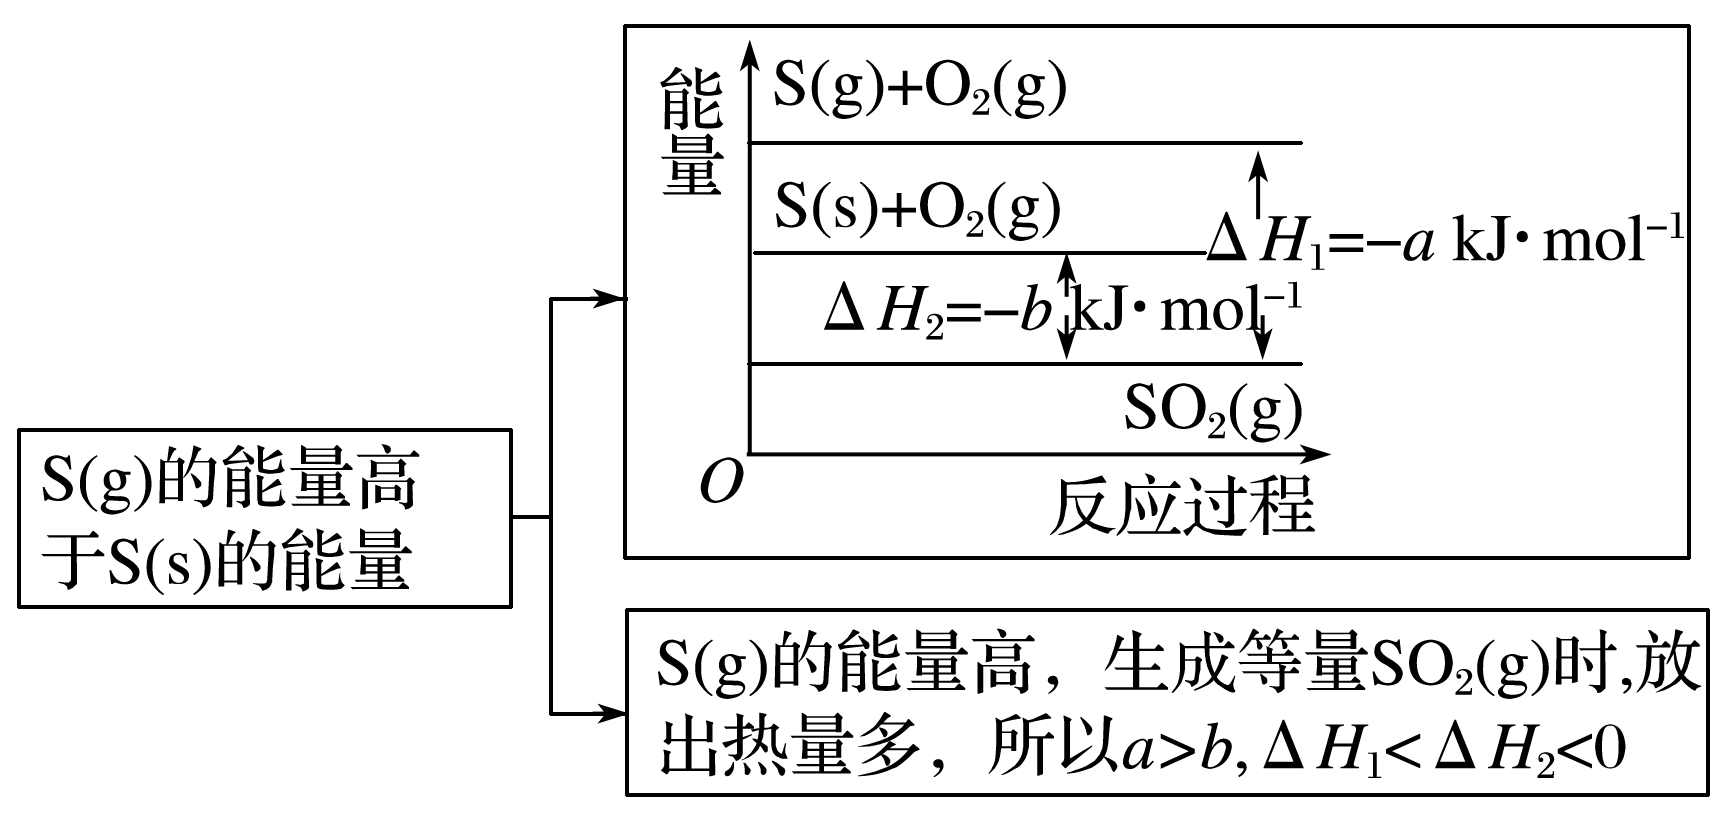 能量
S(g)+O₂(g)
S(s)+O₂(g)
ΔH₁=−a kJ·mol⁻¹
ΔH₂=−b kJ·mol⁻¹
SO₂(g)
O
反应过程
S(g)的能量高
于S(s)的能量
S(g)的能量高，生成等量SO₂(g)时,放
出热量多，所以a>b,ΔH₁<ΔH₂<0